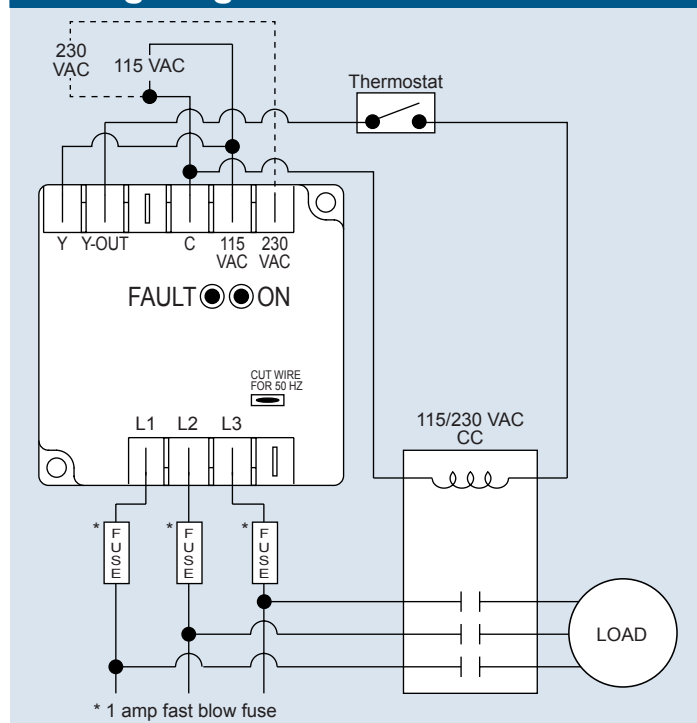 230
VAC
115 VAC
Thermostat
Y Y-OUT C 115 VAC 230 VAC
FAULT ON
CUT WIRE
FOR 50 HZ
L1 L2 L3
115/230 VAC
CC
* FUSE * FUSE * FUSE
LOAD
* 1 amp fast blow fuse